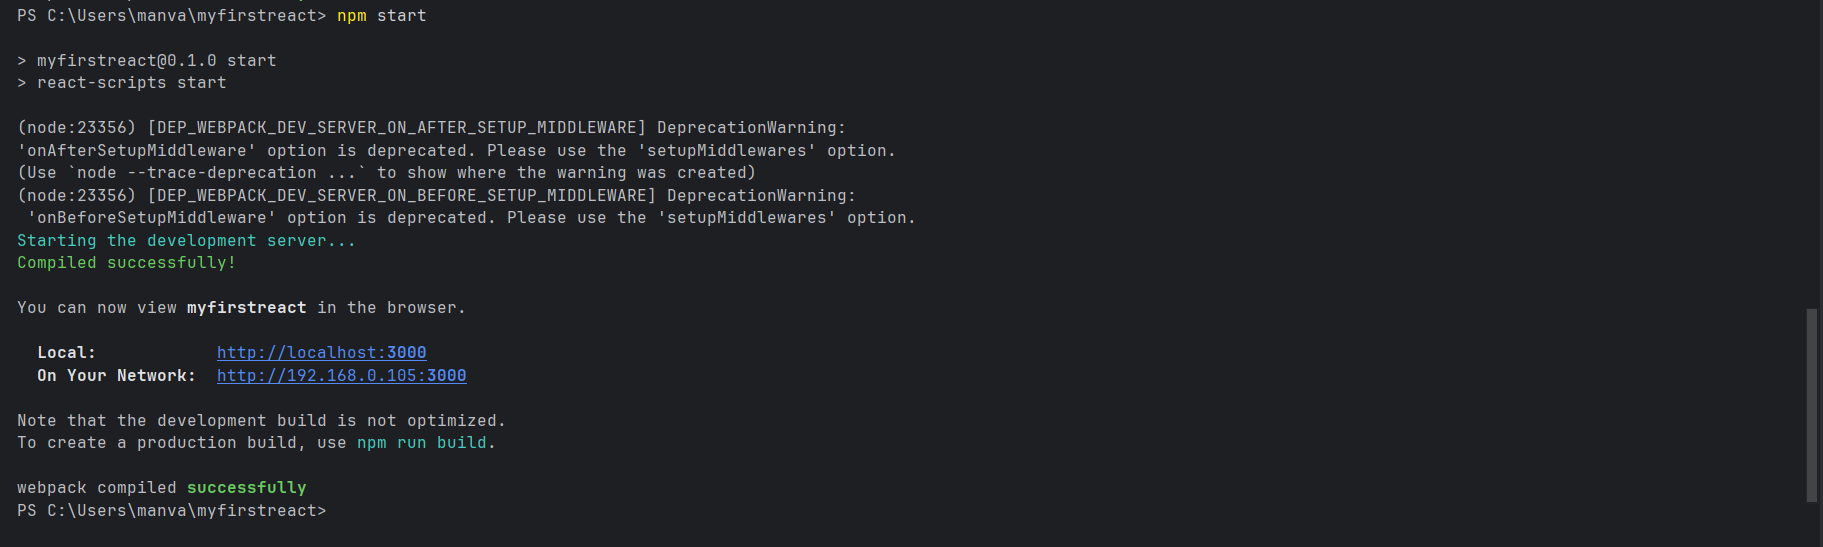 PS C:\Users\manva\myfirstreact> npm start
> myfirstreact@0.1.0 start
> react-scripts start
(node:23356) [DEP_WEBPACK_DEV_SERVER_ON_AFTER_SETUP_MIDDLEWARE] DeprecationWarning:
'onAfterSetupMiddleware' option is deprecated. Please use the 'setupMiddlewares' option.
(Use `node --trace-deprecation ...` to show where the warning was created)
(node:23356) [DEP_WEBPACK_DEV_SERVER_ON_BEFORE_SETUP_MIDDLEWARE] DeprecationWarning:
 'onBeforeSetupMiddleware' option is deprecated. Please use the 'setupMiddlewares' option.
Starting the development server...
Compiled successfully!
You can now view myfirstreact in the browser.
Local: http://localhost:3000
On Your Network: http://192.168.0.105:3000
Note that the development build is not optimized.
To create a production build, use npm run build.
webpack compiled successfully
PS C:\Users\manva\myfirstreact>